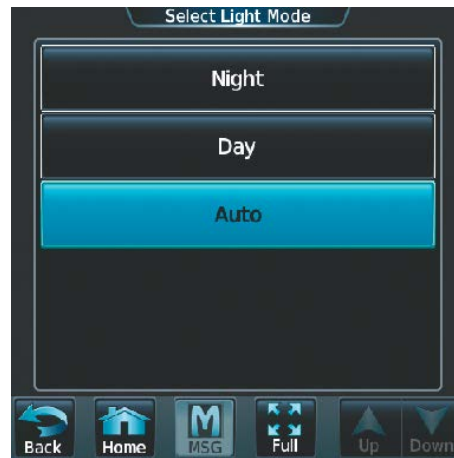 Select Light Mode
Night
Day
Auto
Back Home M MSG Full Up Down